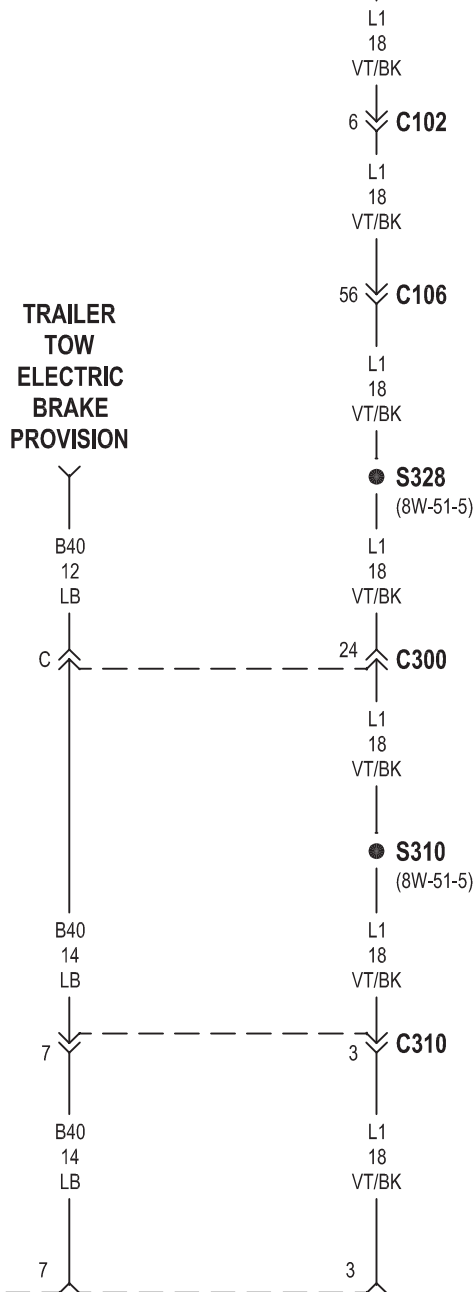 L1
18
VT/BK
6 C102
L1
18
VT/BK
56 C106
TRAILER
TOW
ELECTRIC
BRAKE
PROVISION
L1
18
VT/BK
S328
(8W-51-5)
B40
12
LB
L1
18
VT/BK
C
24 C300
L1
18
VT/BK
S310
(8W-51-5)
B40
14
LB
L1
18
VT/BK
7
3 C310
B40
14
LB
L1
18
VT/BK
7
3